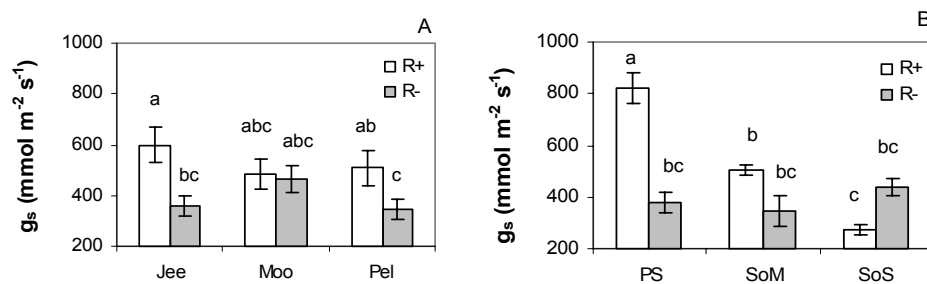 A
gs (mmol m-2 s-1)
1000
800
600
400
200
R+
R-
a
bc
abc
abc
ab
c
Jee
Moo
Pel
B
gs (mmol m-2 s-1)
1000
800
600
400
200
R+
R-
a
bc
b
bc
c
bc
PS
SoM
SoS